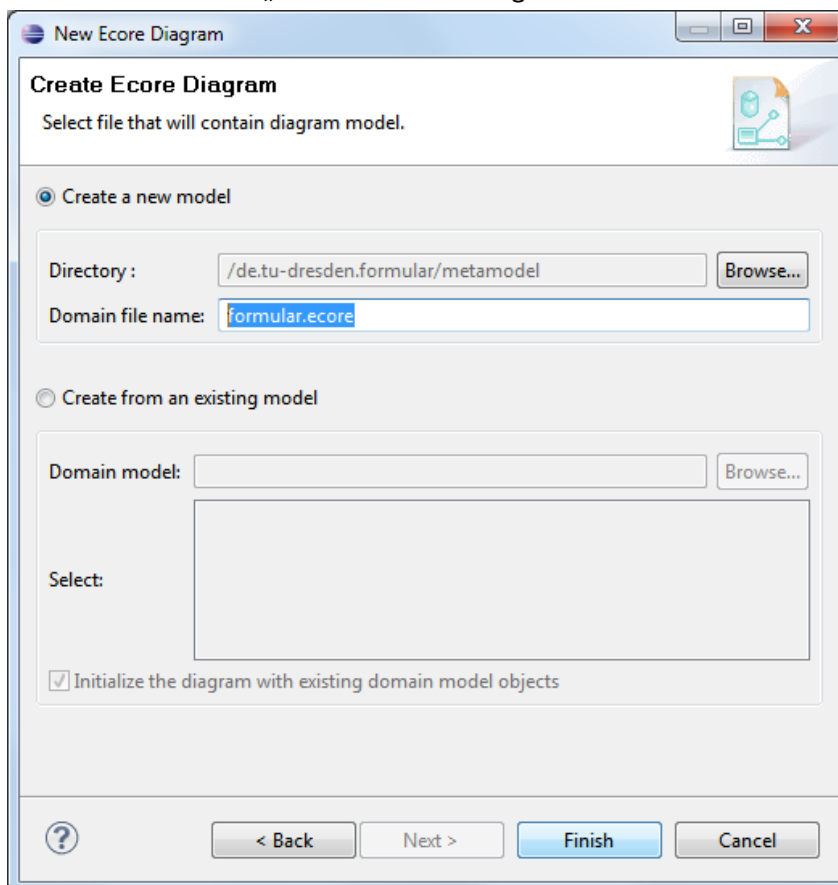 New Ecore Diagram
Create Ecore Diagram
Select file that will contain diagram model.
Create a new model
Directory : /de.tu-dresden.formular/metamodel Browse...
Domain file name: formular.ecore
Create from an existing model
Domain model: Browse...
Select:
Initialize the diagram with existing domain model objects
? < Back Next > Finish Cancel